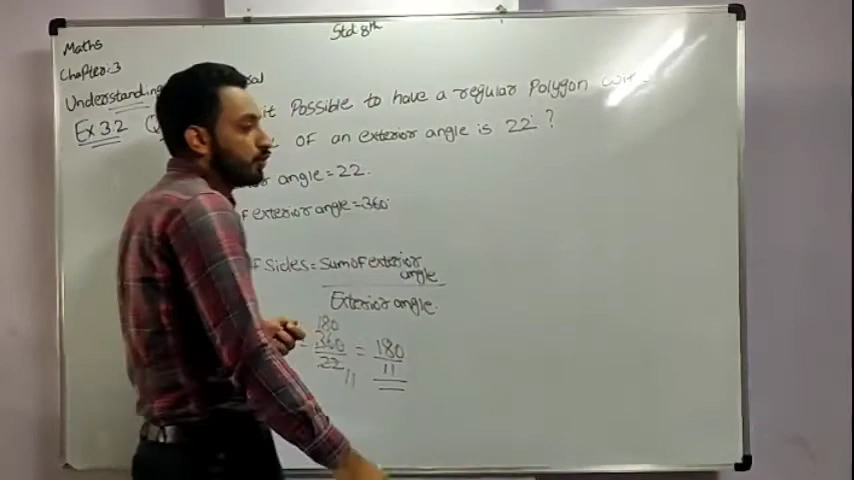 Std 8th
Maths
Chapter:3
Understanding
Ex 3.2 it Possible to have a regular Polygon
of an exterior angle is 22°?
angle=22.
exterior angle=360°
Sides=Sum of exterior
angle
Exterior angle.
180
= 360 = 180
22 11
11